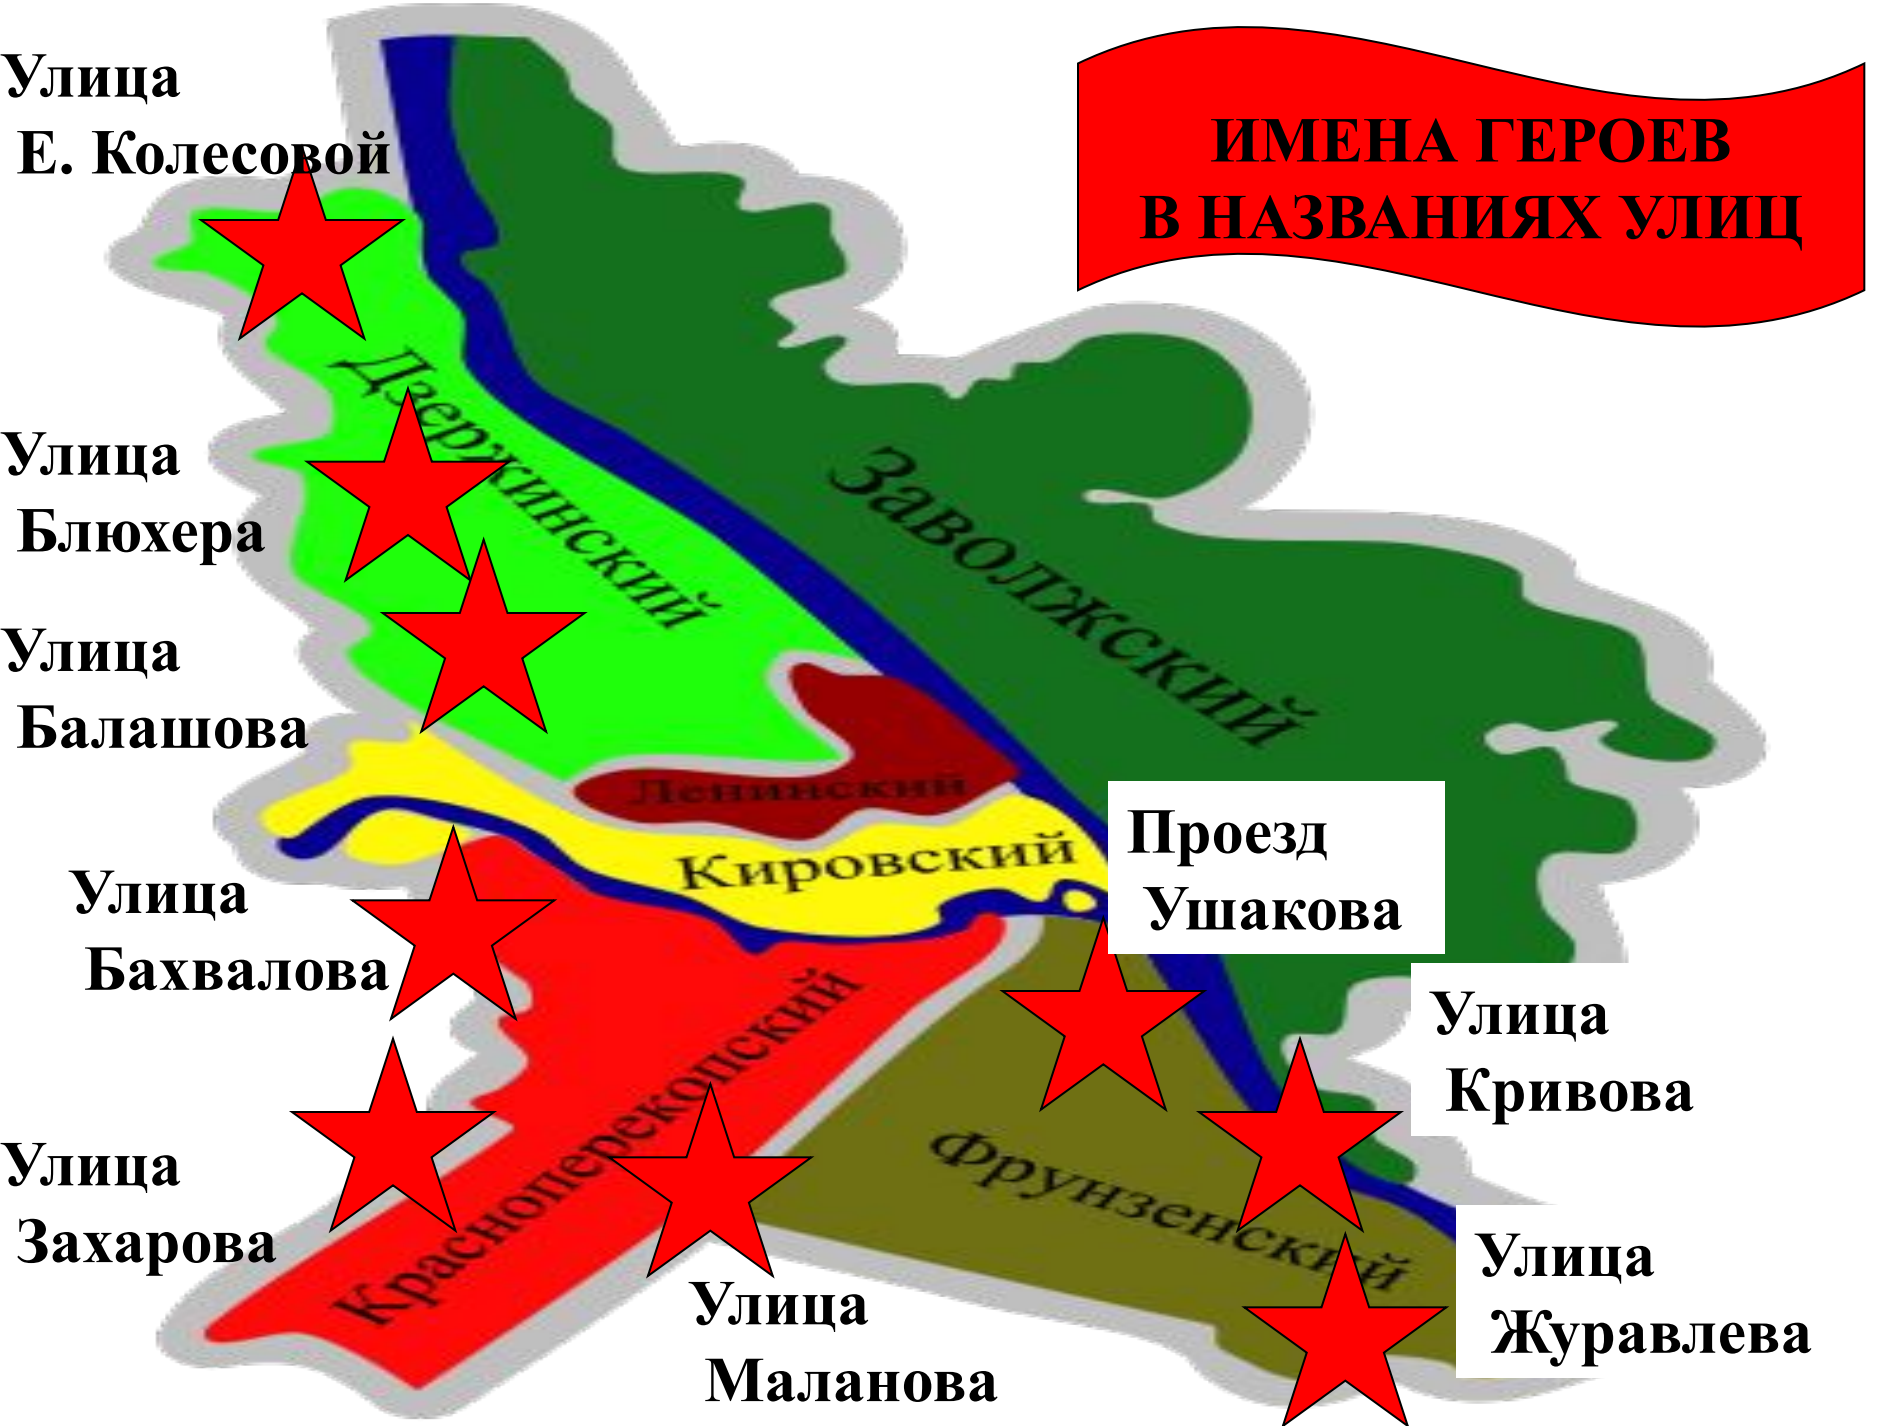 Улица
Е. Колесовой
ИМЕНА ГЕРОЕВ
В НАЗВАНИЯХ УЛИЦ
Дзержинский
Улица
Блюхера
Заволжский
Улица
Балашова
Ленинский
Кировский
Проезд
Ушакова
Улица
Бахвалова
Улица
Кривова
Красноперекопский
Фрунзенский
Улица
Захарова
Улица
Журавлева
Улица
Маланова